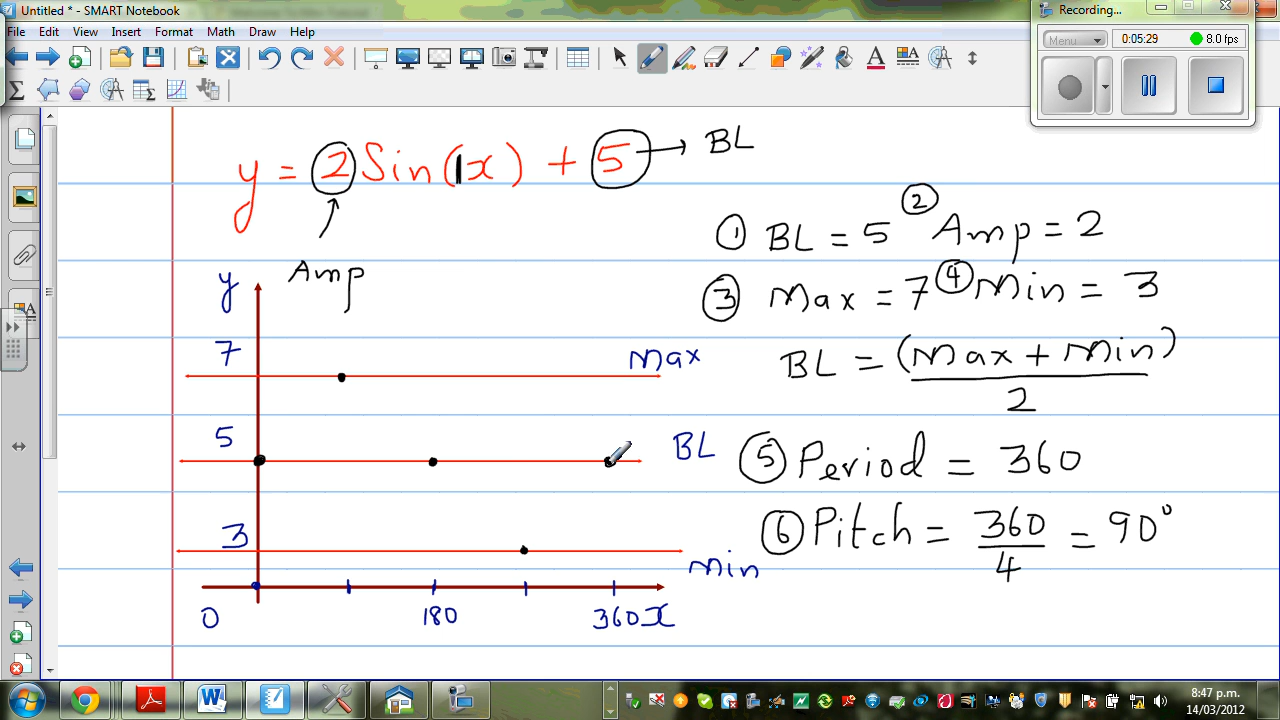 Untitled * - SMART Notebook
File Edit View Insert Format Math Draw Help
Recording...
Menu 0:05:29 8.0 fps
y = 2 Sin(1x) + 5 → BL
Amp
① BL = 5 ② Amp = 2
③ Max = 7 ④ Min = 3
BL = (Max + Min)
2
⑤ Period = 360
⑥ Pitch = 360 = 90°
4
y
7 Max
5 BL
3 min
0 180 360 x
8:47 p.m.
14/03/2012